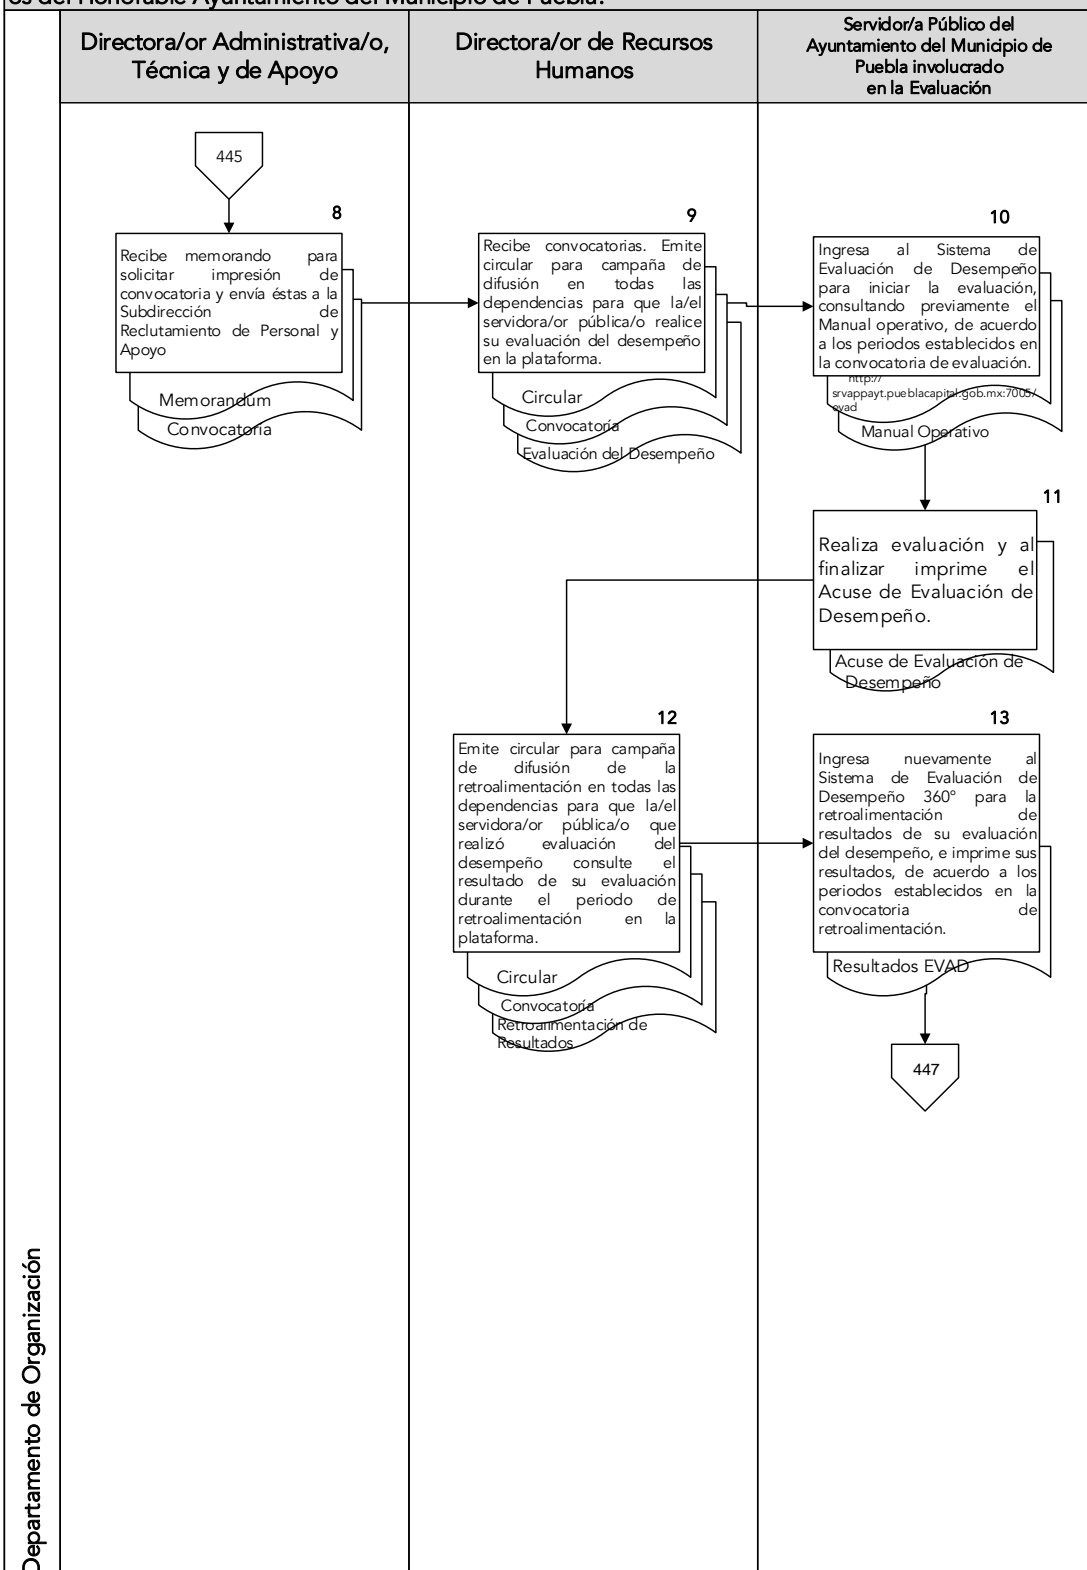 os del Honorable Ayuntamiento del Municipio de Puebla.
Directora/or Administrativa/o,
Técnica y de Apoyo
Directora/or de Recursos
Humanos
Servidor/a Público del
Ayuntamiento del Municipio de
Puebla involucrado
en la Evaluación
445
8
Recibe memorando para
solicitar impresión de
convocatoria y envía éstas a la
Subdirección de
Reclutamiento de Personal y
Apoyo
Memorandum
Convocatoria
9
Recibe convocatorias. Emite
circular para campaña de
difusión en todas las
dependencias para que la/el
servidora/or pública/o realice
su evaluación del desempeño
en la plataforma.
Circular
Convocatoria
Evaluación del Desempeño
10
Ingresa al Sistema de
Evaluación de Desempeño
para iniciar la evaluación,
consultando previamente el
Manual operativo, de acuerdo
a los periodos establecidos en
la convocatoria de evaluación.
http://
srvappayt.pueblacapital.gob.mx:7005/
evad
Manual Operativo
11
Realiza evaluación y al
finalizar imprime el
Acuse de Evaluación de
Desempeño.
Acuse de Evaluación de
Desempeño
12
Emite circular para campaña
de difusión de la
retroalimentación en todas las
dependencias para que la/el
servidora/or pública/o que
realizó evaluación del
desempeño consulte el
resultado de su evaluación
durante el periodo de
retroalimentación en la
plataforma.
Circular
Convocatoria
Retroalimentación de
Resultados
13
Ingresa nuevamente al
Sistema de Evaluación de
Desempeño 360° para la
retroalimentación de
resultados de su evaluación
del desempeño, e imprime sus
resultados, de acuerdo a los
periodos establecidos en la
convocatoria de
retroalimentación.
Resultados EVAD
447
Departamento de Organización